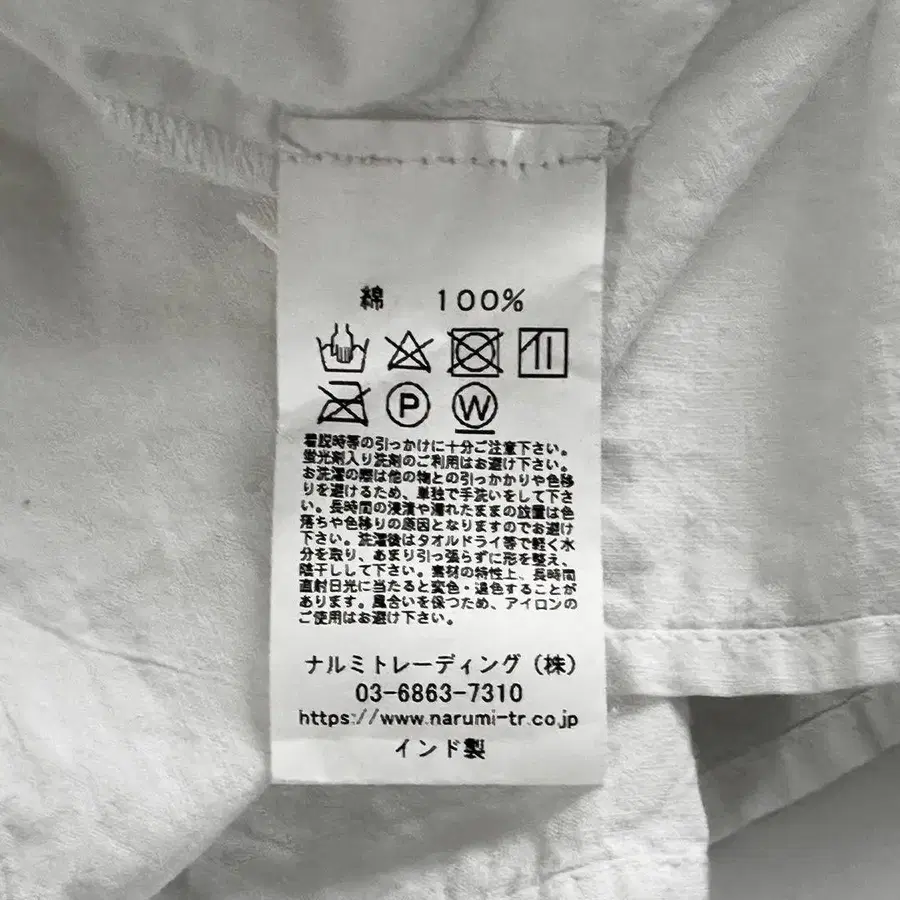 綿 100%
P W
着脱時等の引っかけに十分ご注意下さい。
蛍光剤入り洗剤のご利用はお避け下さい。
お洗濯の際は他の物との引っかかりや色移
りを避けるため、単独で手洗いをして下さ
い。長時間の浸漬や濡れたままの放置は色
落ちや色移りの原因となりますのでお避け
下さい。洗濯後はタオルドライ等で軽く水
分を取り、あまり引っ張らずに形を整え、
陰干しして下さい。素材の特性上、長時間
直射日光に当たると変色・退色することが
あります。風合いを保つため、アイロンの
ご使用はお避け下さい。
ナルミトレーディング(株)
03-6863-7310
https://www.narumi-tr.co.jp
インド製